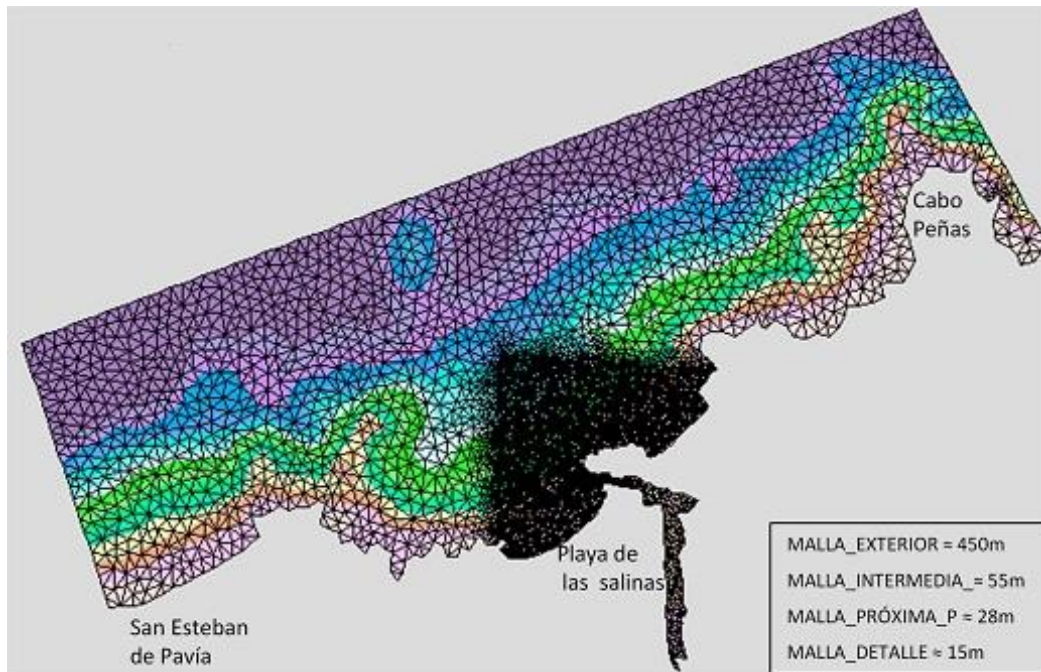 Cabo
Peñas
Playa de
las salinas
San Esteban
de Pavía
MALLA_EXTERIOR ≈ 450m
MALLA_INTERMEDIA_≈ 55m
MALLA_PRÓXIMA_P ≈ 28m
MALLA_DETALLE ≈ 15m